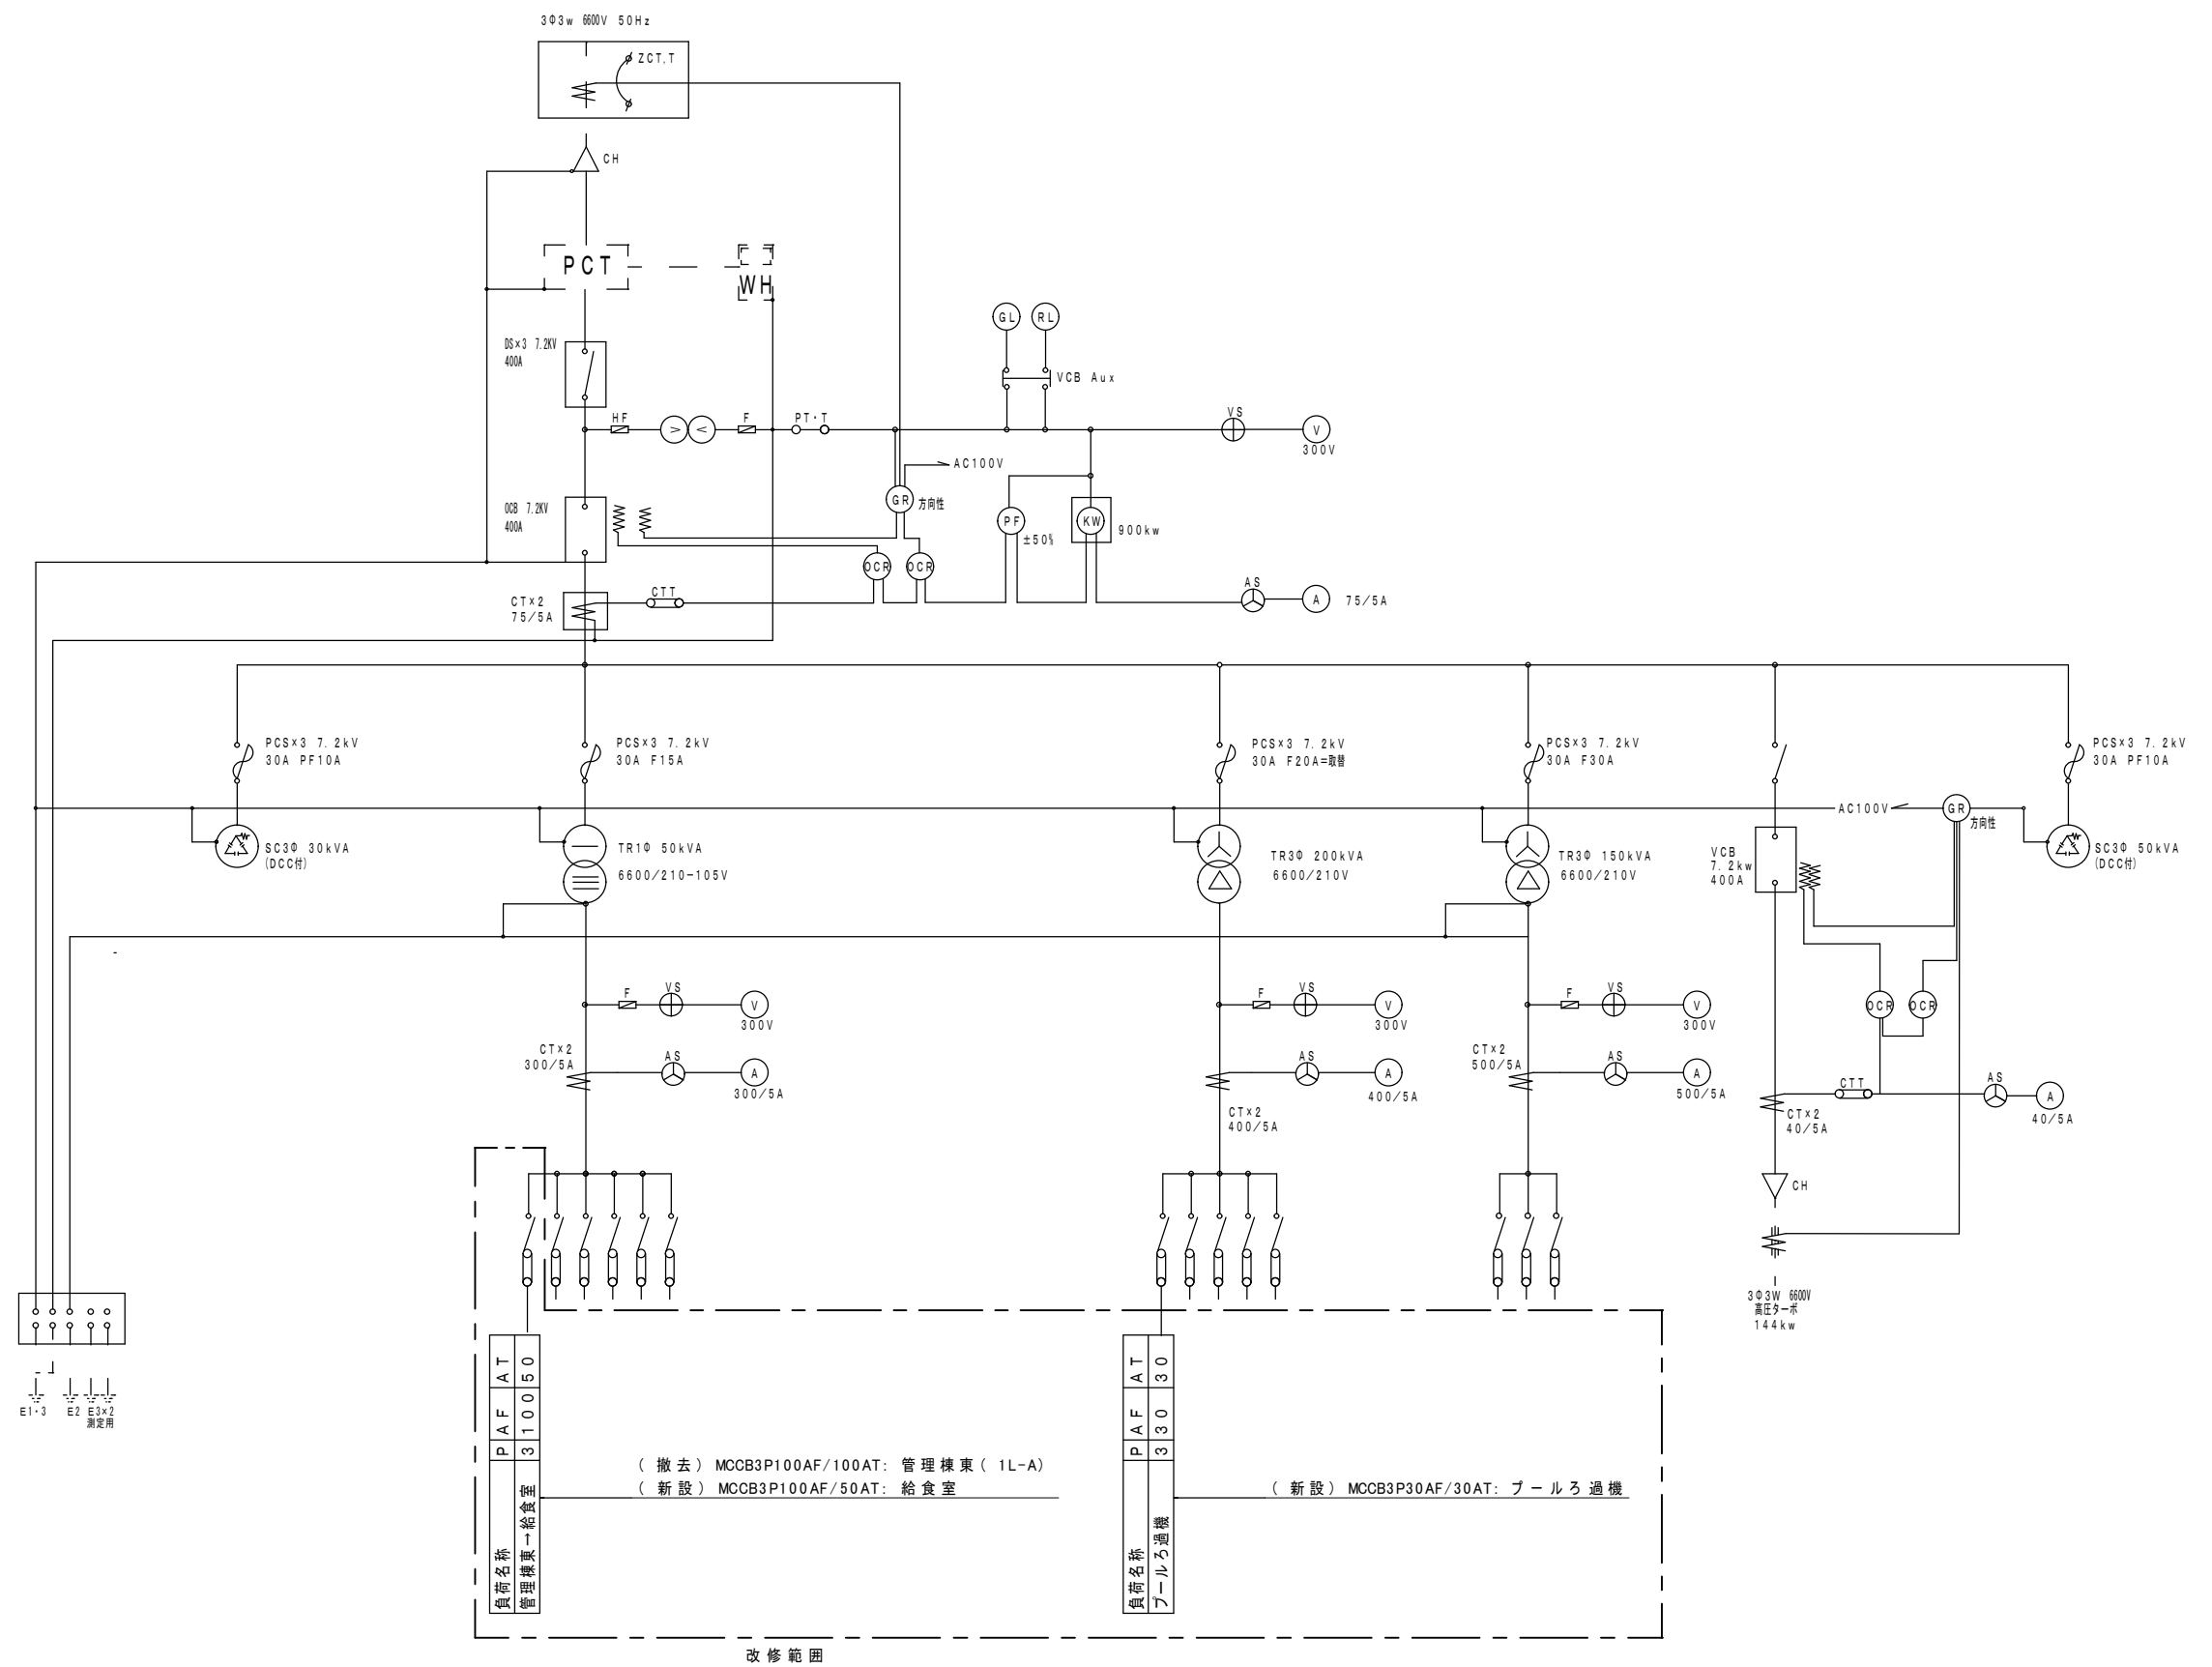 3Φ3w 6600V 50Hz
ZCT.T
CH
PCT
WH
GL
RL
DS×3 7.2KV
400A
VCB Aux
HF
F
PT・T
VS
V
300V
AC100V
OCB 7.2KV
400A
GR
方向性
PF
±50%
KW
900kw
OCR
OCR
CT×2
75/5A
CTT
AS
A
75/5A
PCS×3 7.2kV
30A PF10A
PCS×3 7.2kV
30A F15A
PCS×3 7.2kV
30A F20A=取替
PCS×3 7.2kV
30A F30A
PCS×3 7.2kV
30A PF10A
AC100V
GR
方向性
SC3Φ 30kVA
(DCC付)
TR1Φ 50kVA
6600/210-105V
TR3Φ 200kVA
6600/210V
TR3Φ 150kVA
6600/210V
VCB
7.2kw
400A
SC3Φ 50kVA
(DCC付)
F
VS
V
300V
F
VS
V
300V
F
VS
V
300V
OCR
OCR
CT×2
300/5A
AS
A
300/5A
AS
A
400/5A
CT×2
400/5A
CT×2
500/5A
AS
A
500/5A
CTT
AS
A
40/5A
CT×2
40/5A
CH
3Φ3W 6600V
高圧ターボ
144kw
E1・3
E2
E3×2
測定用
負荷名称 P AF AT
管理棟東→給食室 3 100 50
(撤去) MCCB3P100AF/100AT: 管理棟東(1L-A)
(新設) MCCB3P100AF/50AT: 給食室
負荷名称 P AF AT
プールろ過機 3 30 30
(新設) MCCB3P30AF/30AT: プールろ過機
改修範囲